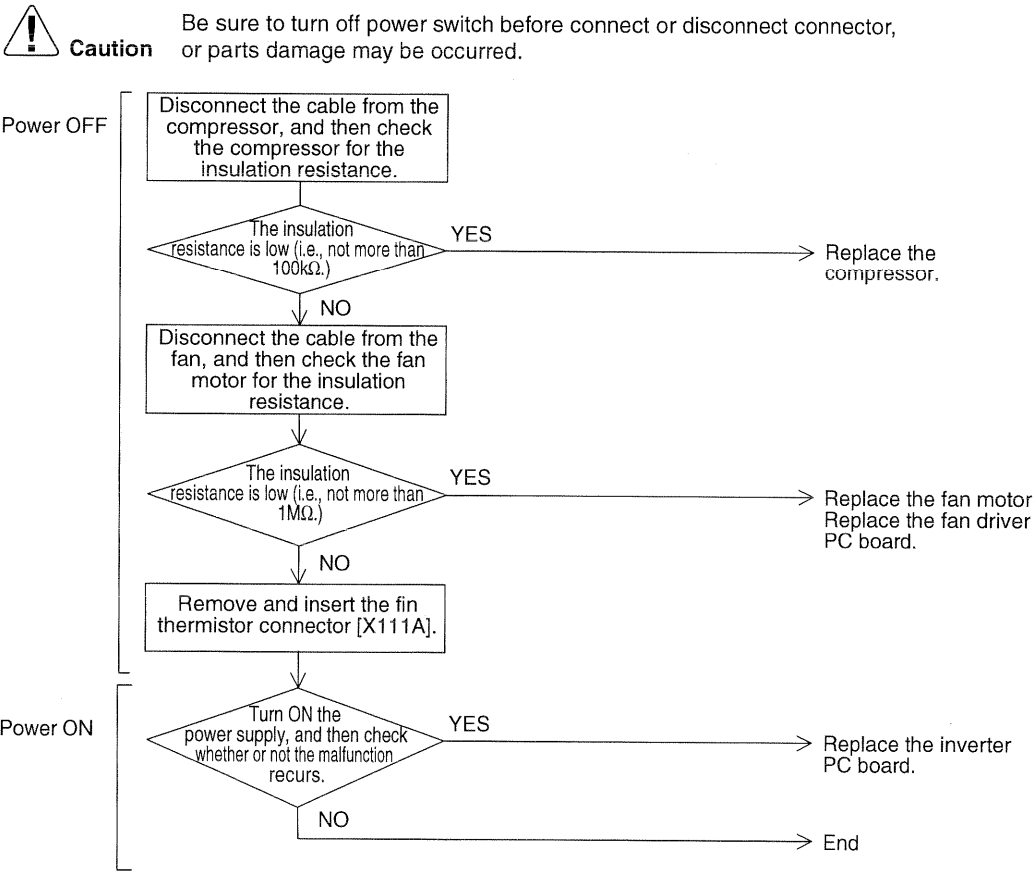 Be sure to turn off power switch before connect or disconnect connector,
Caution or parts damage may be occurred.
Power OFF
Disconnect the cable from the
compressor, and then check
the compressor for the
insulation resistance.
The insulation
resistance is low (i.e., not more than
100kΩ.)
YES
Replace the
compressor.
NO
Disconnect the cable from the
fan, and then check the fan
motor for the insulation
resistance.
The insulation
resistance is low (i.e., not more than
1MΩ.)
YES
Replace the fan motor
Replace the fan driver
PC board.
NO
Remove and insert the fin
thermistor connector [X111A].
Power ON
Turn ON the
power supply, and then check
whether or not the malfunction
recurs.
YES
Replace the inverter
PC board.
NO
End